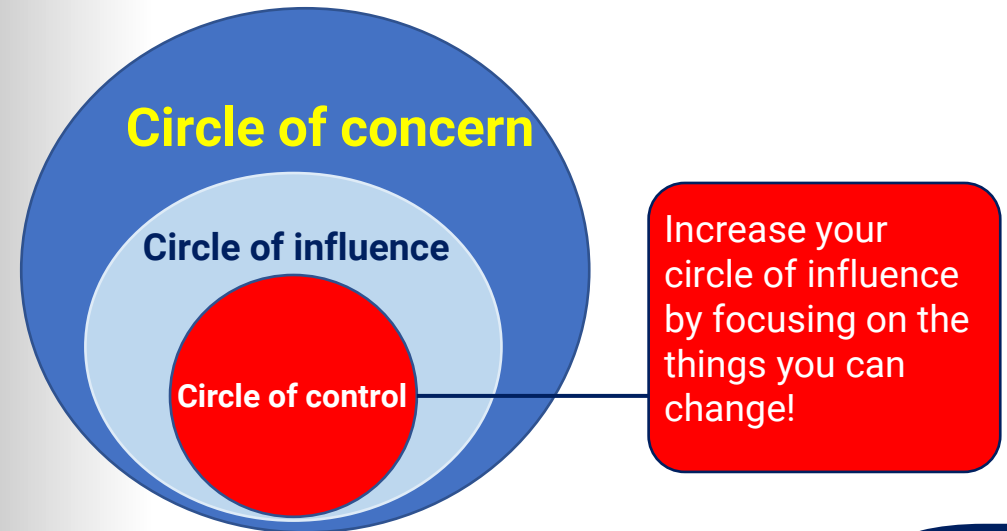 Circle of concern
Circle of influence
Circle of control
Increase your
circle of influence
by focusing on the
things you can
change!